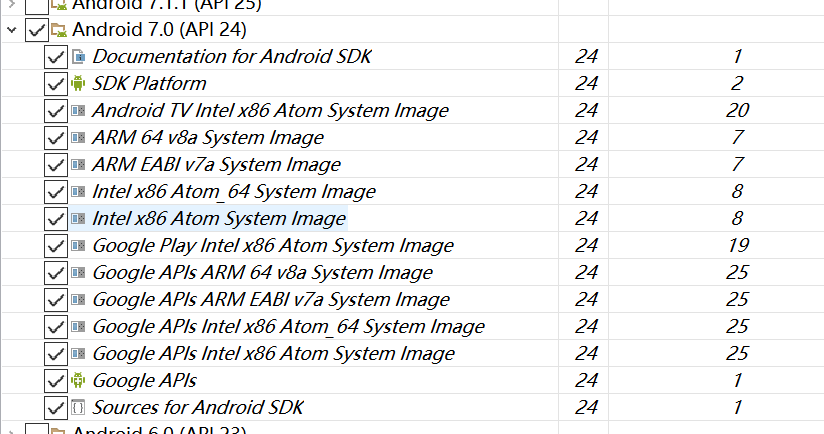 Android 7.1.1 (API 25)
Android 7.0 (API 24)
Documentation for Android SDK 24 1
SDK Platform 24 2
Android TV Intel x86 Atom System Image 24 20
ARM 64 v8a System Image 24 7
ARM EABI v7a System Image 24 7
Intel x86 Atom_64 System Image 24 8
Intel x86 Atom System Image 24 8
Google Play Intel x86 Atom System Image 24 19
Google APIs ARM 64 v8a System Image 24 25
Google APIs ARM EABI v7a System Image 24 25
Google APIs Intel x86 Atom_64 System Image 24 25
Google APIs Intel x86 Atom System Image 24 25
Google APIs 24 1
Sources for Android SDK 24 1
Android 6.0 (API 23)